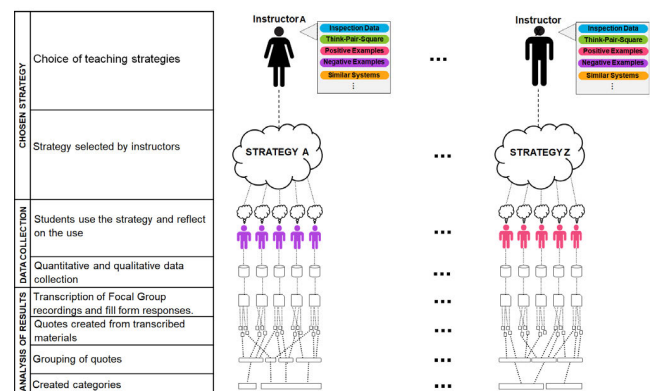 Instructor A
Instructor
Inspection Data
Think-Pair-Square
Positive Examples
Negative Examples
Similar Systems
⋮
Inspection Data
Think-Pair-Square
Positive Examples
Negative Examples
Similar Systems
⋮
...
CHOSEN STRATEGY
Choice of teaching strategies
Strategy selected by instructors
STRATEGY A
...
STRATEGY Z
DATA COLLECTION
Students use the strategy and reflect
on the use
...
Quantitative and qualitative data
collection
...
ANALYSIS OF RESULTS
Transcription of Focal Group
recordings and fill form responses.
...
Quotes created from transcribed
materials
...
Grouping of quotes
...
Created categories
...